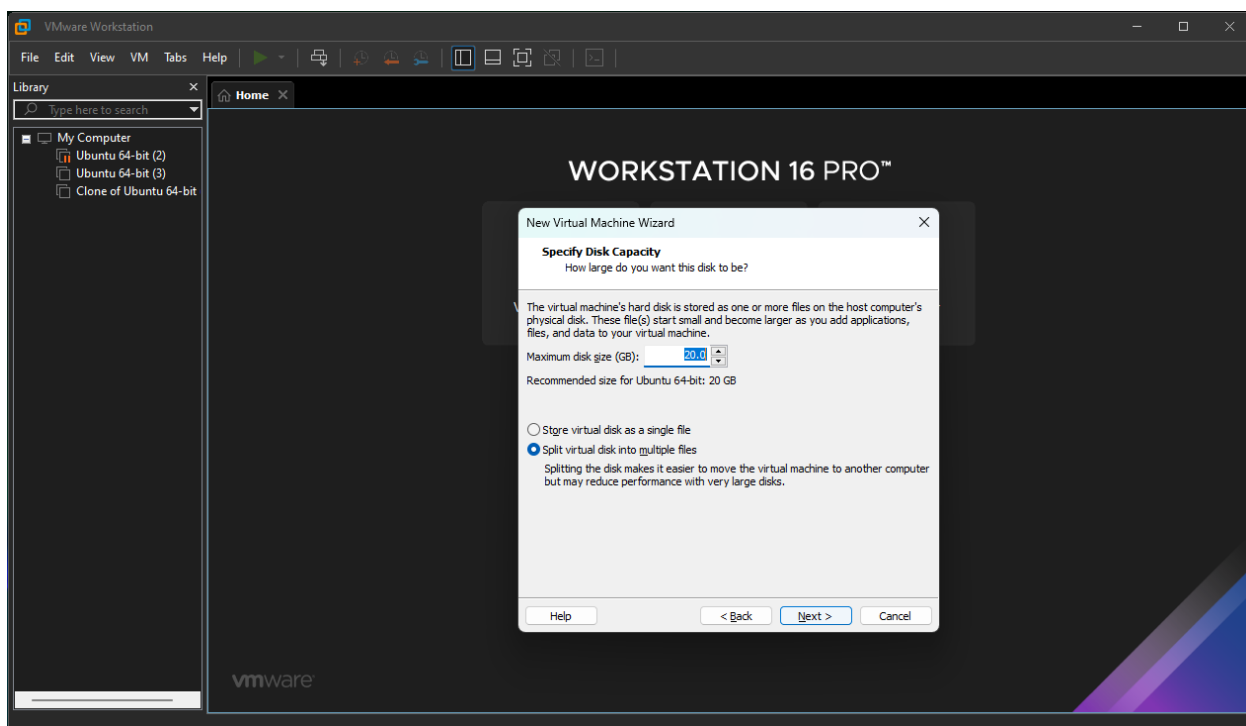 VMware Workstation
File Edit View VM Tabs Help
Library
Type here to search
My Computer
Ubuntu 64-bit (2)
Ubuntu 64-bit (3)
Clone of Ubuntu 64-bit
Home
WORKSTATION 16 PRO™
New Virtual Machine Wizard
Specify Disk Capacity
How large do you want this disk to be?
The virtual machine's hard disk is stored as one or more files on the host computer's
physical disk. These file(s) start small and become larger as you add applications,
files, and data to your virtual machine.
Maximum disk size (GB): 20.0
Recommended size for Ubuntu 64-bit: 20 GB
Store virtual disk as a single file
Split virtual disk into multiple files
Splitting the disk makes it easier to move the virtual machine to another computer
but may reduce performance with very large disks.
Help < Back Next > Cancel
vmware